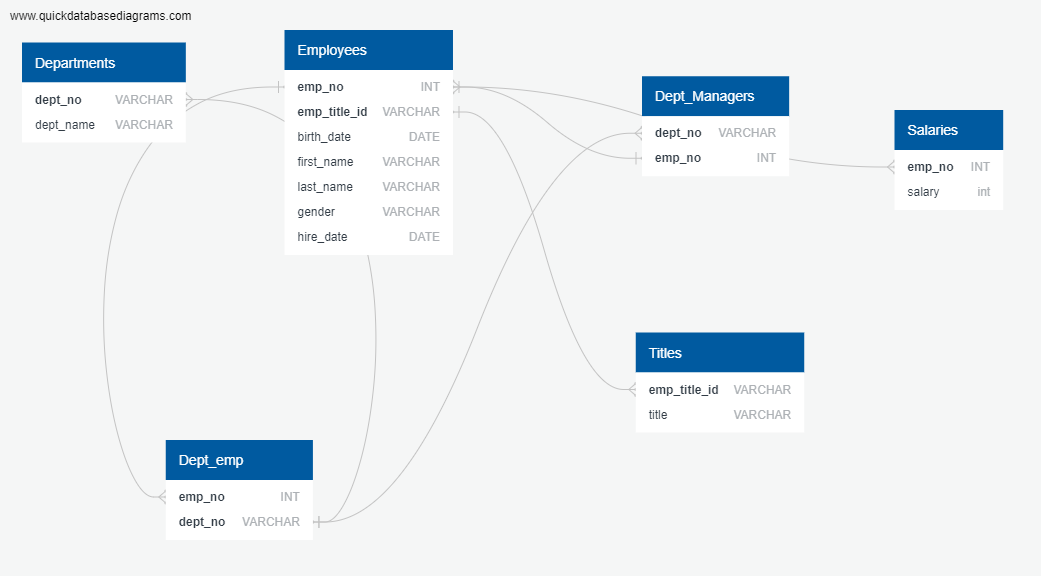 www.quickdatabasediagrams.com
Departments
dept_no VARCHAR
dept_name VARCHAR
Employees
emp_no INT
emp_title_id VARCHAR
birth_date DATE
first_name VARCHAR
last_name VARCHAR
gender VARCHAR
hire_date DATE
Dept_Managers
dept_no VARCHAR
emp_no INT
Salaries
emp_no INT
salary int
Titles
emp_title_id VARCHAR
title VARCHAR
Dept_emp
emp_no INT
dept_no VARCHAR